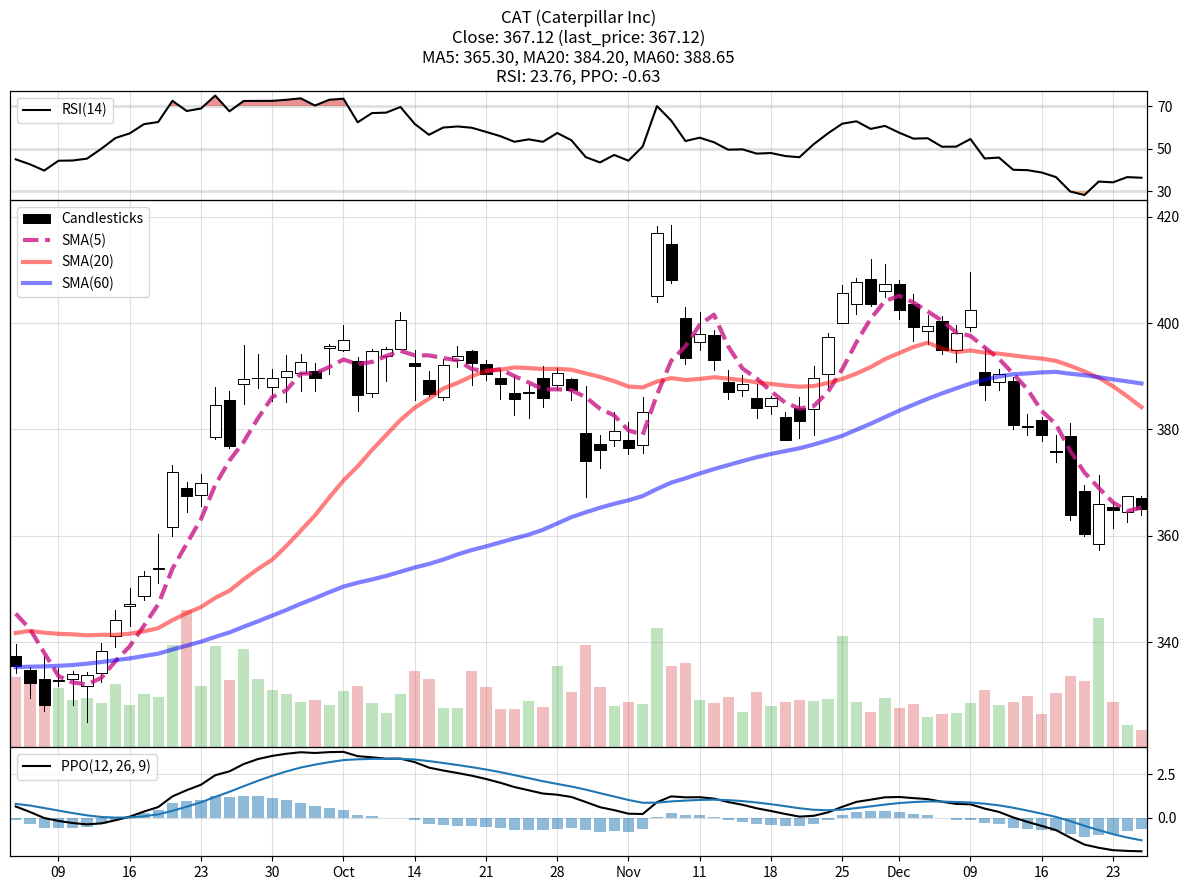 CAT (Caterpillar Inc)
Close: 367.12 (last_price: 367.12)
MA5: 365.30, MA20: 384.20, MA60: 388.65
RSI: 23.76, PPO: -0.63
RSI(14)
70
50
30
Candlesticks
SMA(5)
SMA(20)
SMA(60)
420
400
380
360
340
PPO(12, 26, 9)
2.5
0.0
09 16 23 30 Oct 14 21 28 Nov 11 18 25 Dec 09 16 23